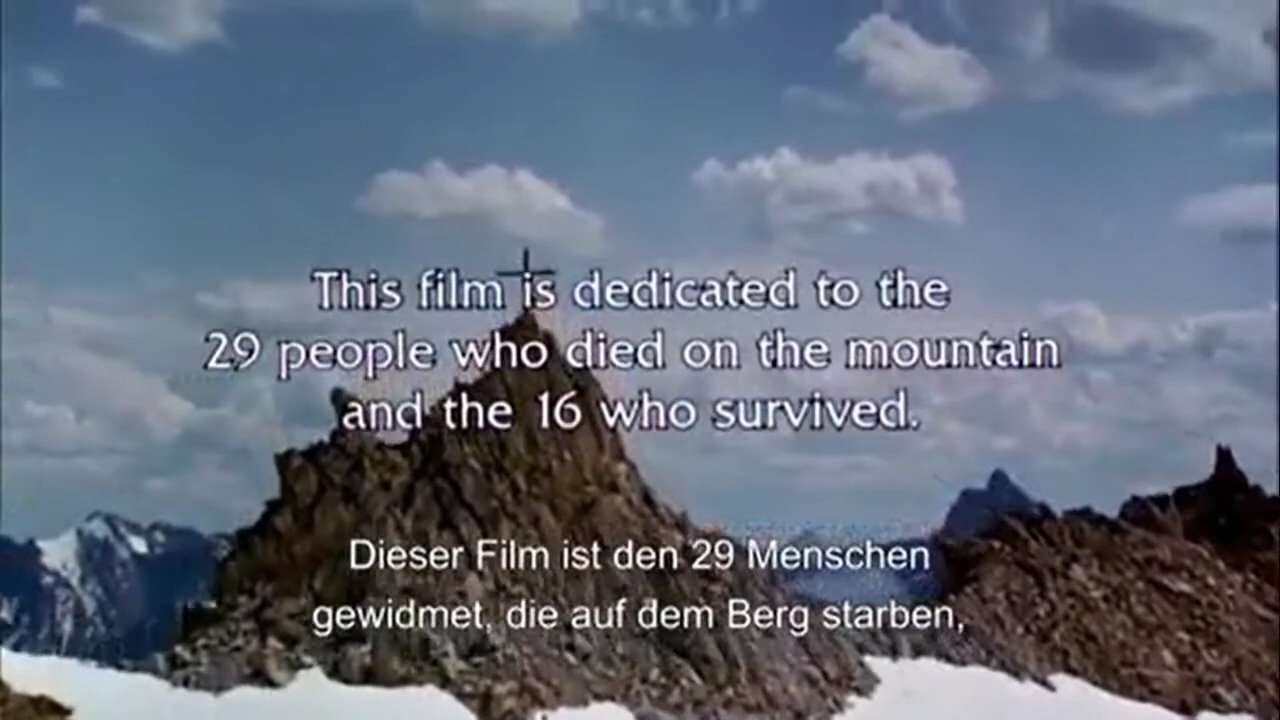 This film is dedicated to the
29 people who died on the mountain
and the 16 who survived.
Dieser Film ist den 29 Menschen
gewidmet, die auf dem Berg starben,